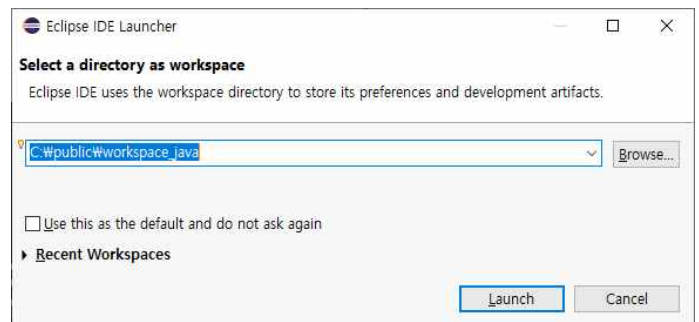 Eclipse IDE Launcher
Select a directory as workspace
Eclipse IDE uses the workspace directory to store its preferences and development artifacts.
C:₩public₩workspace_java
Browse...
Use this as the default and do not ask again
Recent Workspaces
Launch
Cancel